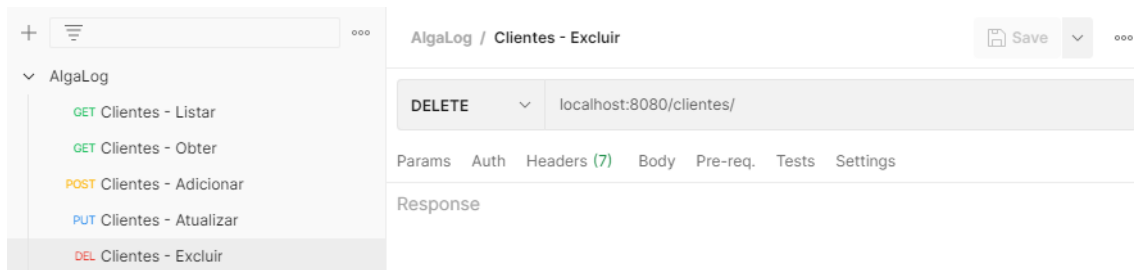 AlgaLog
GET Clientes - Listar
GET Clientes - Obter
POST Clientes - Adicionar
PUT Clientes - Atualizar
DEL Clientes - Excluir
AlgaLog / Clientes - Excluir
Save
DELETE
localhost:8080/clientes/
Params Auth Headers (7) Body Pre-req. Tests Settings
Response